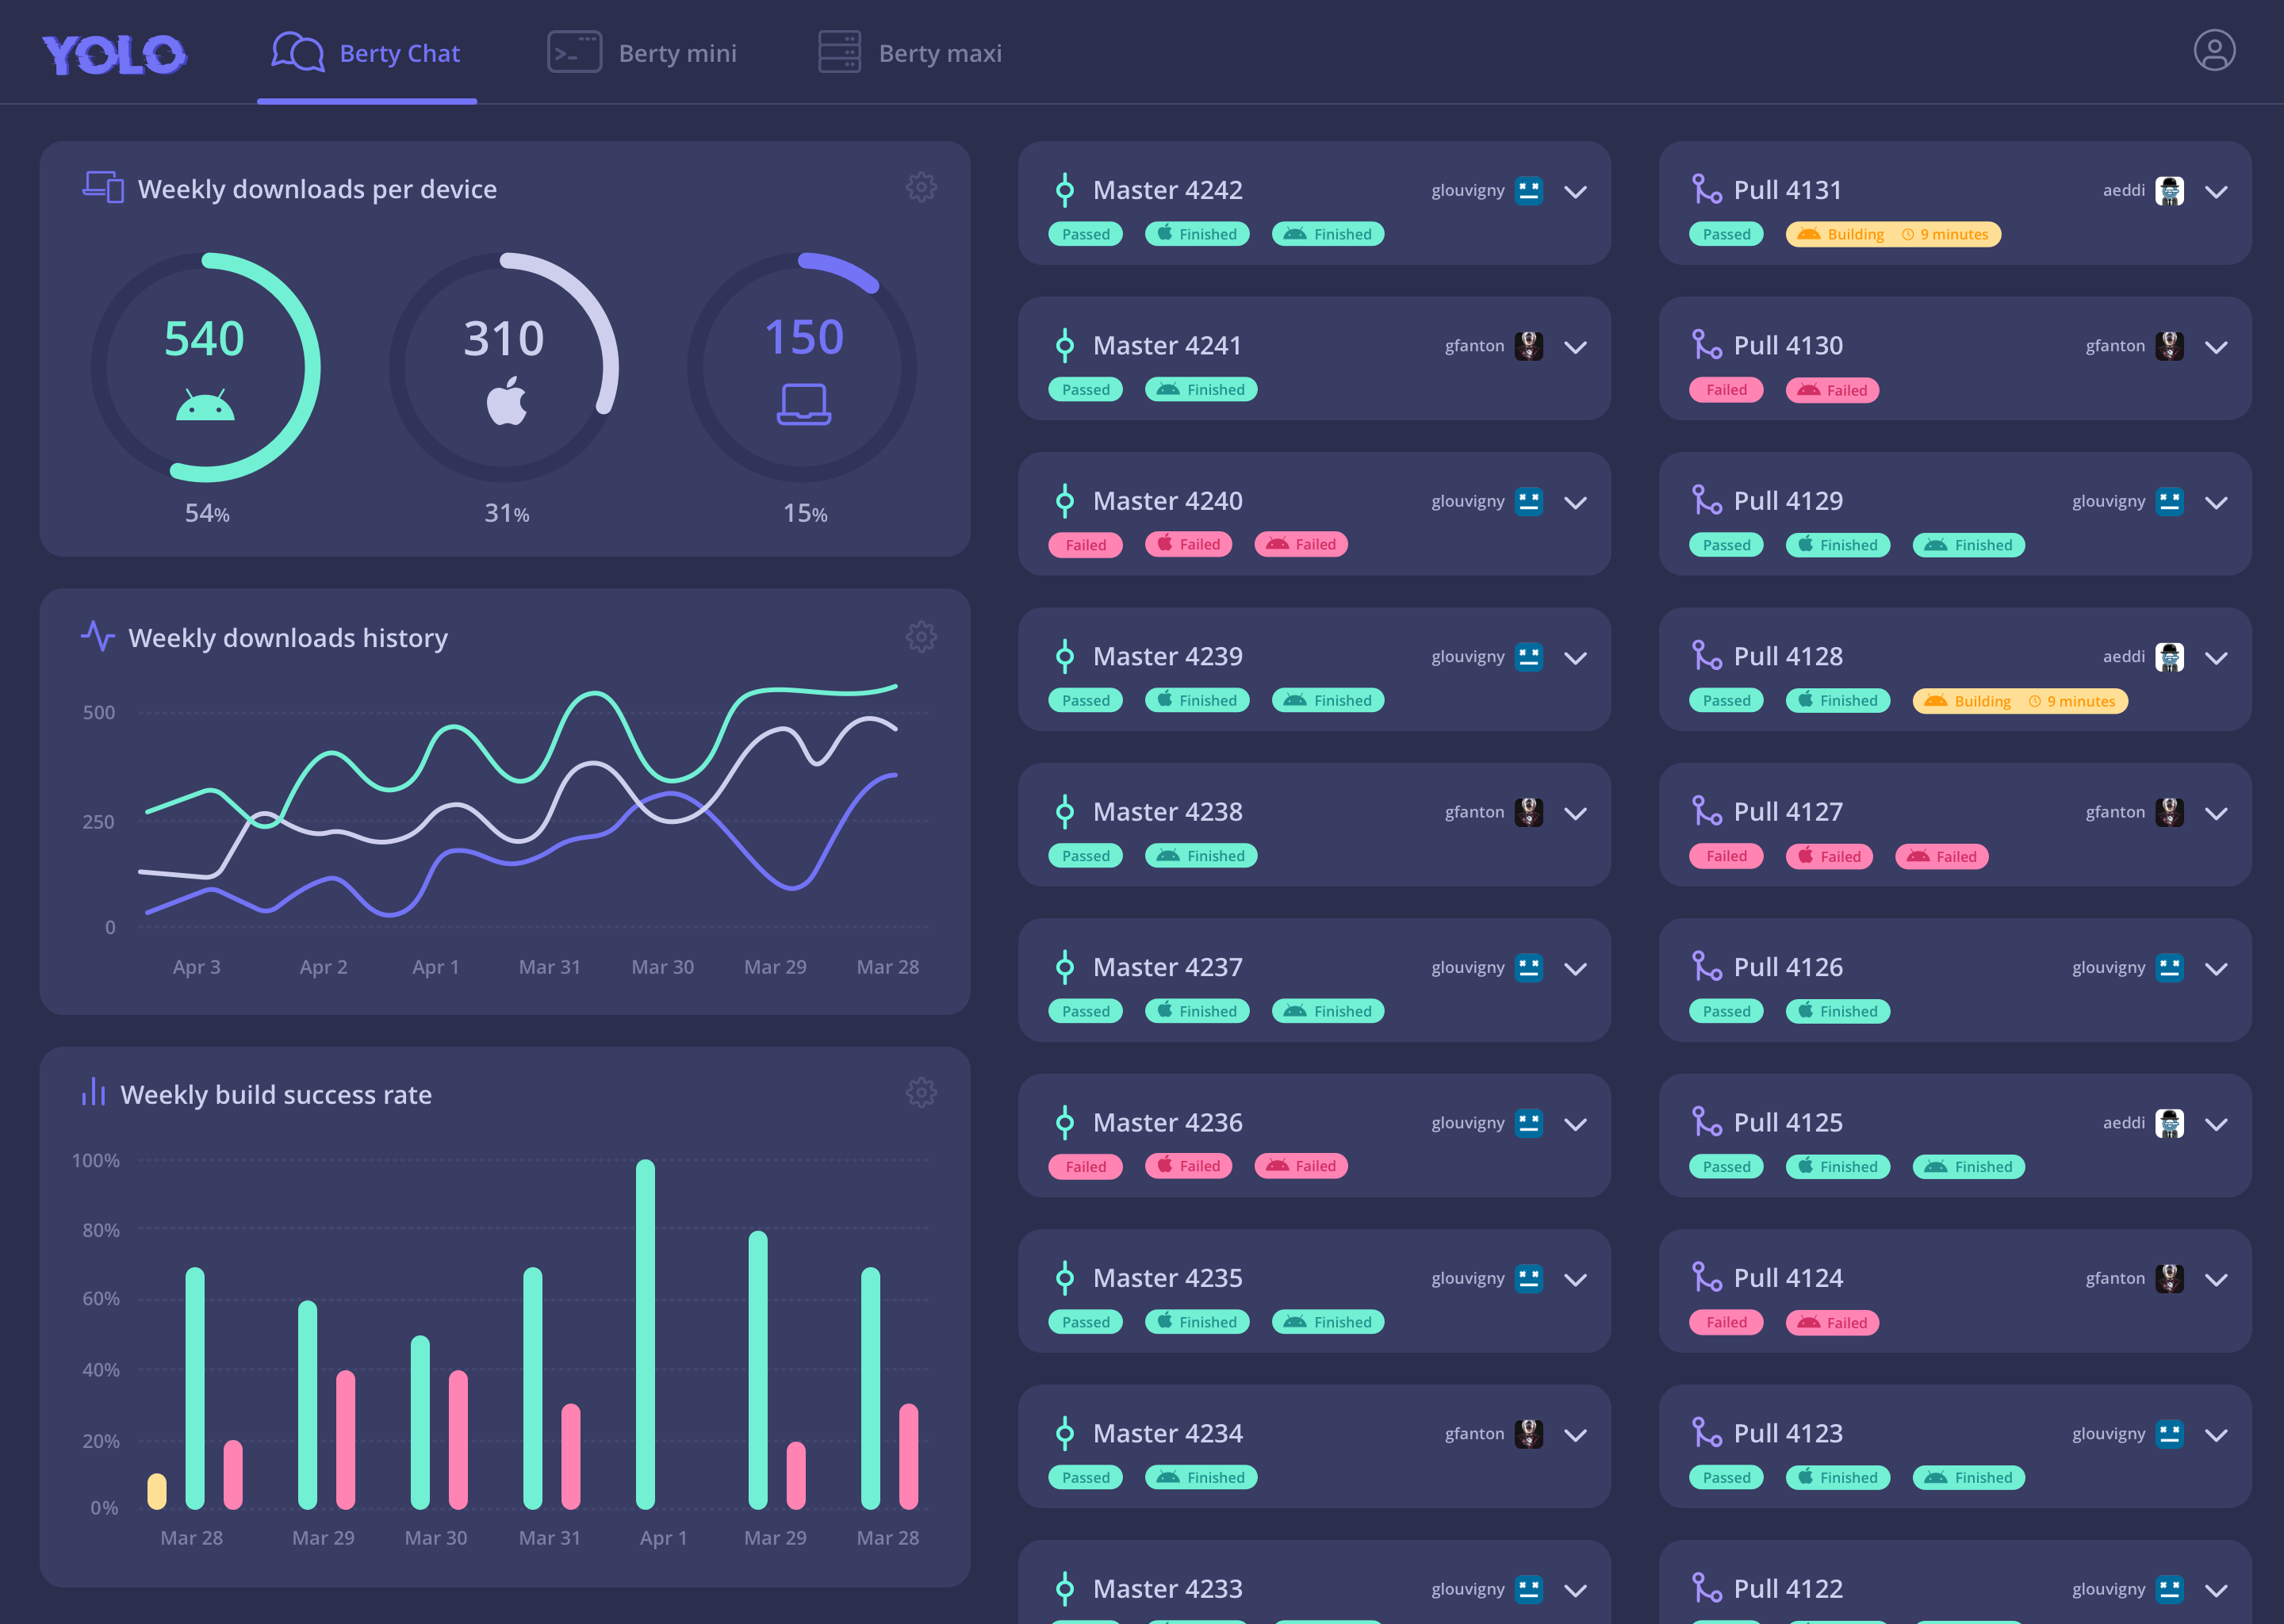 YOLO
Berty Chat
Berty mini
Berty maxi
Weekly downloads per device
540
310
150
54%
31%
15%
Weekly downloads history
500
250
0
Apr 3 Apr 2 Apr 1 Mar 31 Mar 30 Mar 29 Mar 28
Weekly build success rate
100%
80%
60%
40%
20%
0%
Mar 28 Mar 29 Mar 30 Mar 31 Apr 1 Mar 29 Mar 28
Master 4242 glouvigny
Passed Finished Finished
Master 4241 gfanton
Passed Finished
Master 4240 glouvigny
Failed Failed Failed
Master 4239 glouvigny
Passed Finished Finished
Master 4238 gfanton
Passed Finished
Master 4237 glouvigny
Passed Finished Finished
Master 4236 glouvigny
Failed Failed Failed
Master 4235 glouvigny
Passed Finished Finished
Master 4234 gfanton
Passed Finished
Master 4233 glouvigny
Pull 4131 aeddi
Passed Building 9 minutes
Pull 4130 gfanton
Failed Failed
Pull 4129 glouvigny
Passed Finished Finished
Pull 4128 aeddi
Passed Finished Building 9 minutes
Pull 4127 gfanton
Failed Failed Failed
Pull 4126 glouvigny
Passed Finished
Pull 4125 aeddi
Passed Finished Finished
Pull 4124 gfanton
Failed Failed
Pull 4123 glouvigny
Passed Finished Finished
Pull 4122 glouvigny